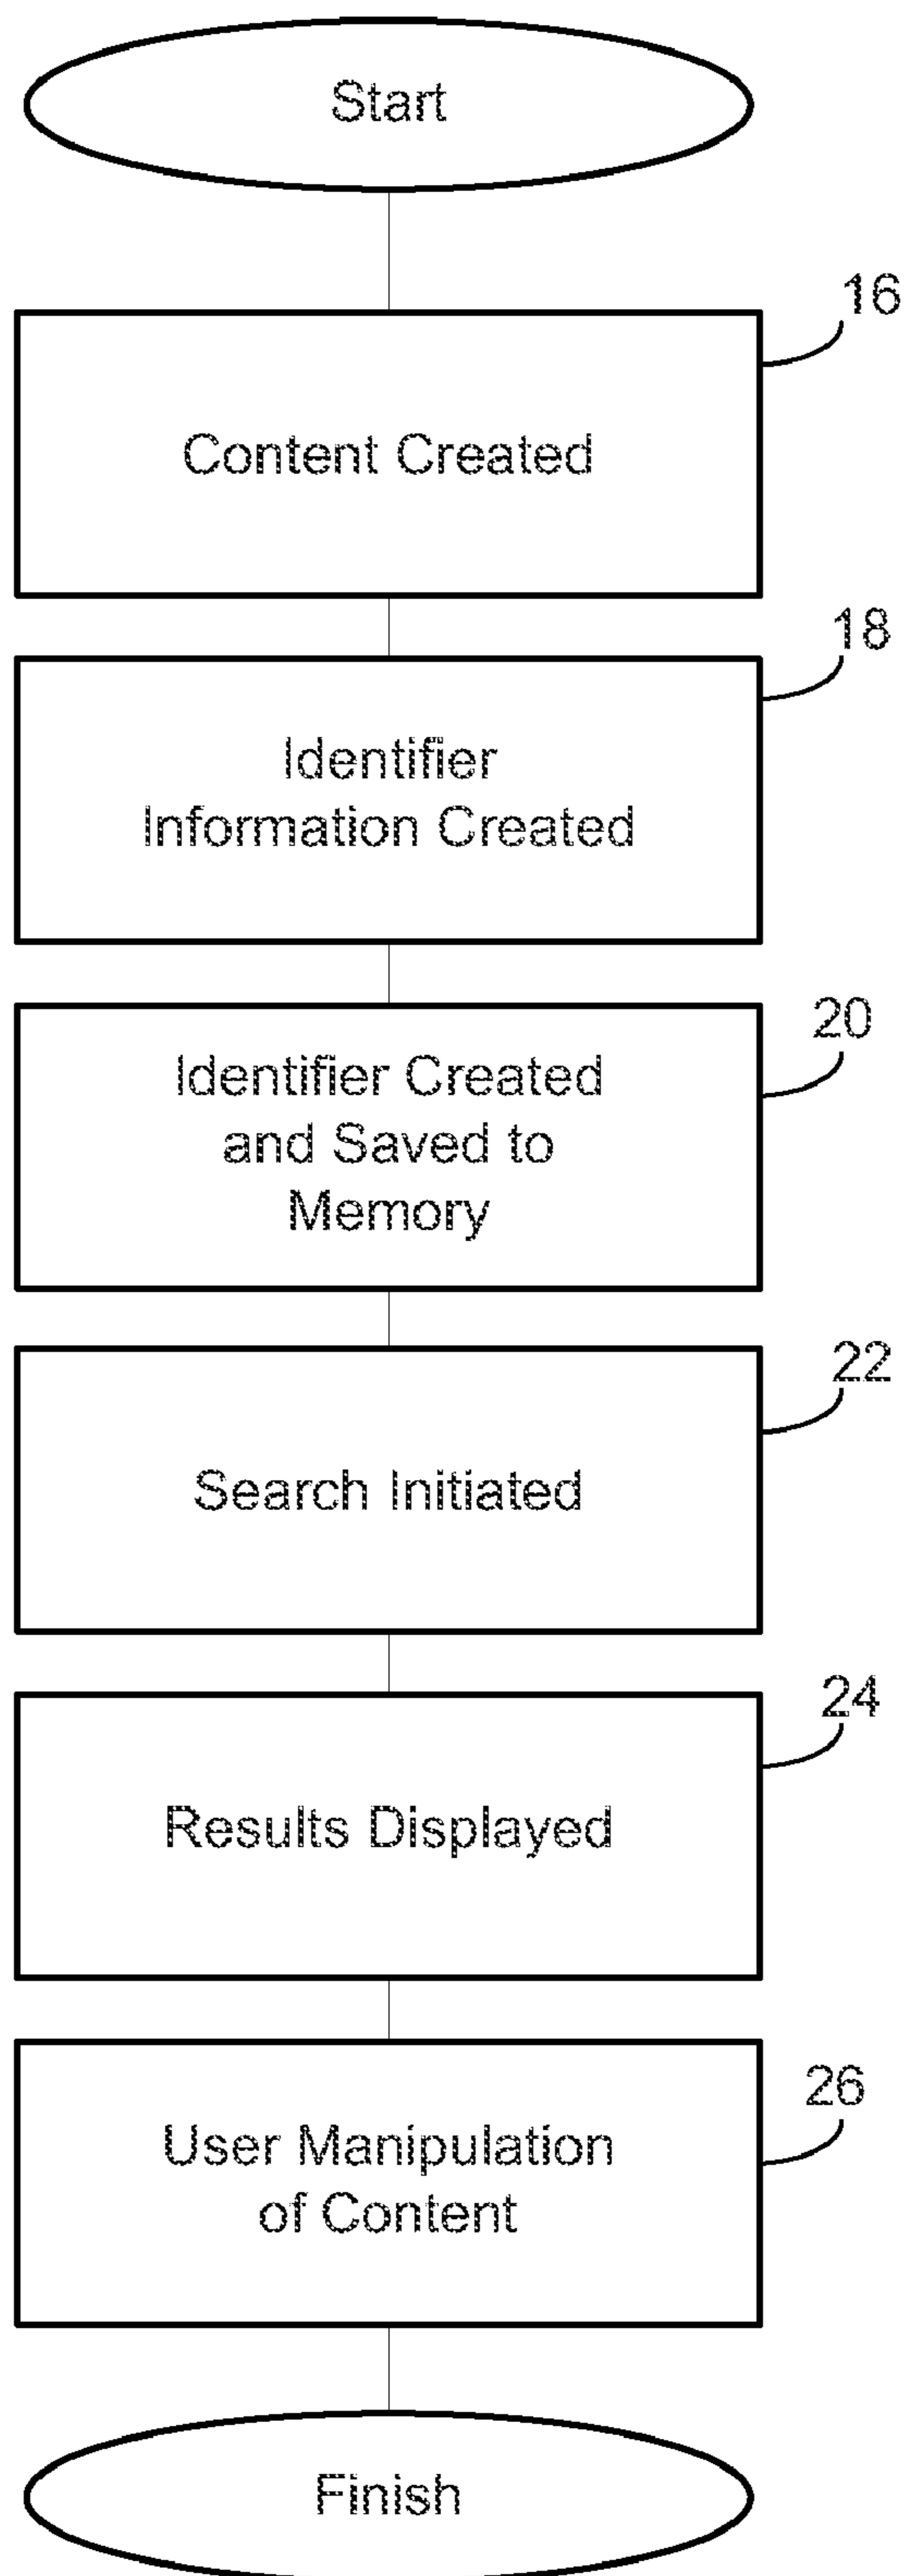 Start
16
Content Created
18
Identifier
Information Created
20
Identifier Created
and Saved to
Memory
22
Search Initiated
24
Results Displayed
26
User Manipulation
of Content
Finish